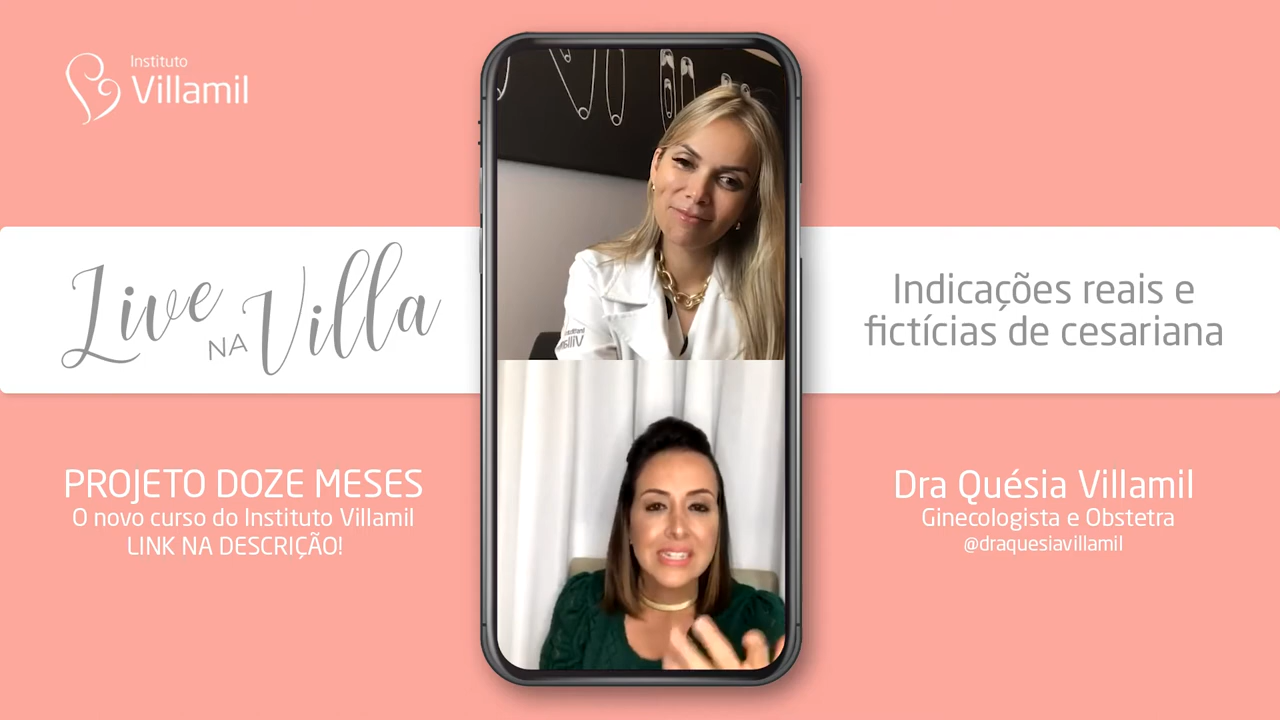 Instituto
Villamil
Live NA Villa
Indicações reais e
fictícias de cesariana
PROJETO DOZE MESES
O novo curso do Instituto Villamil
LINK NA DESCRIÇÃO!
Dra Quésia Villamil
Ginecologista e Obstetra
@draquesiavillamil